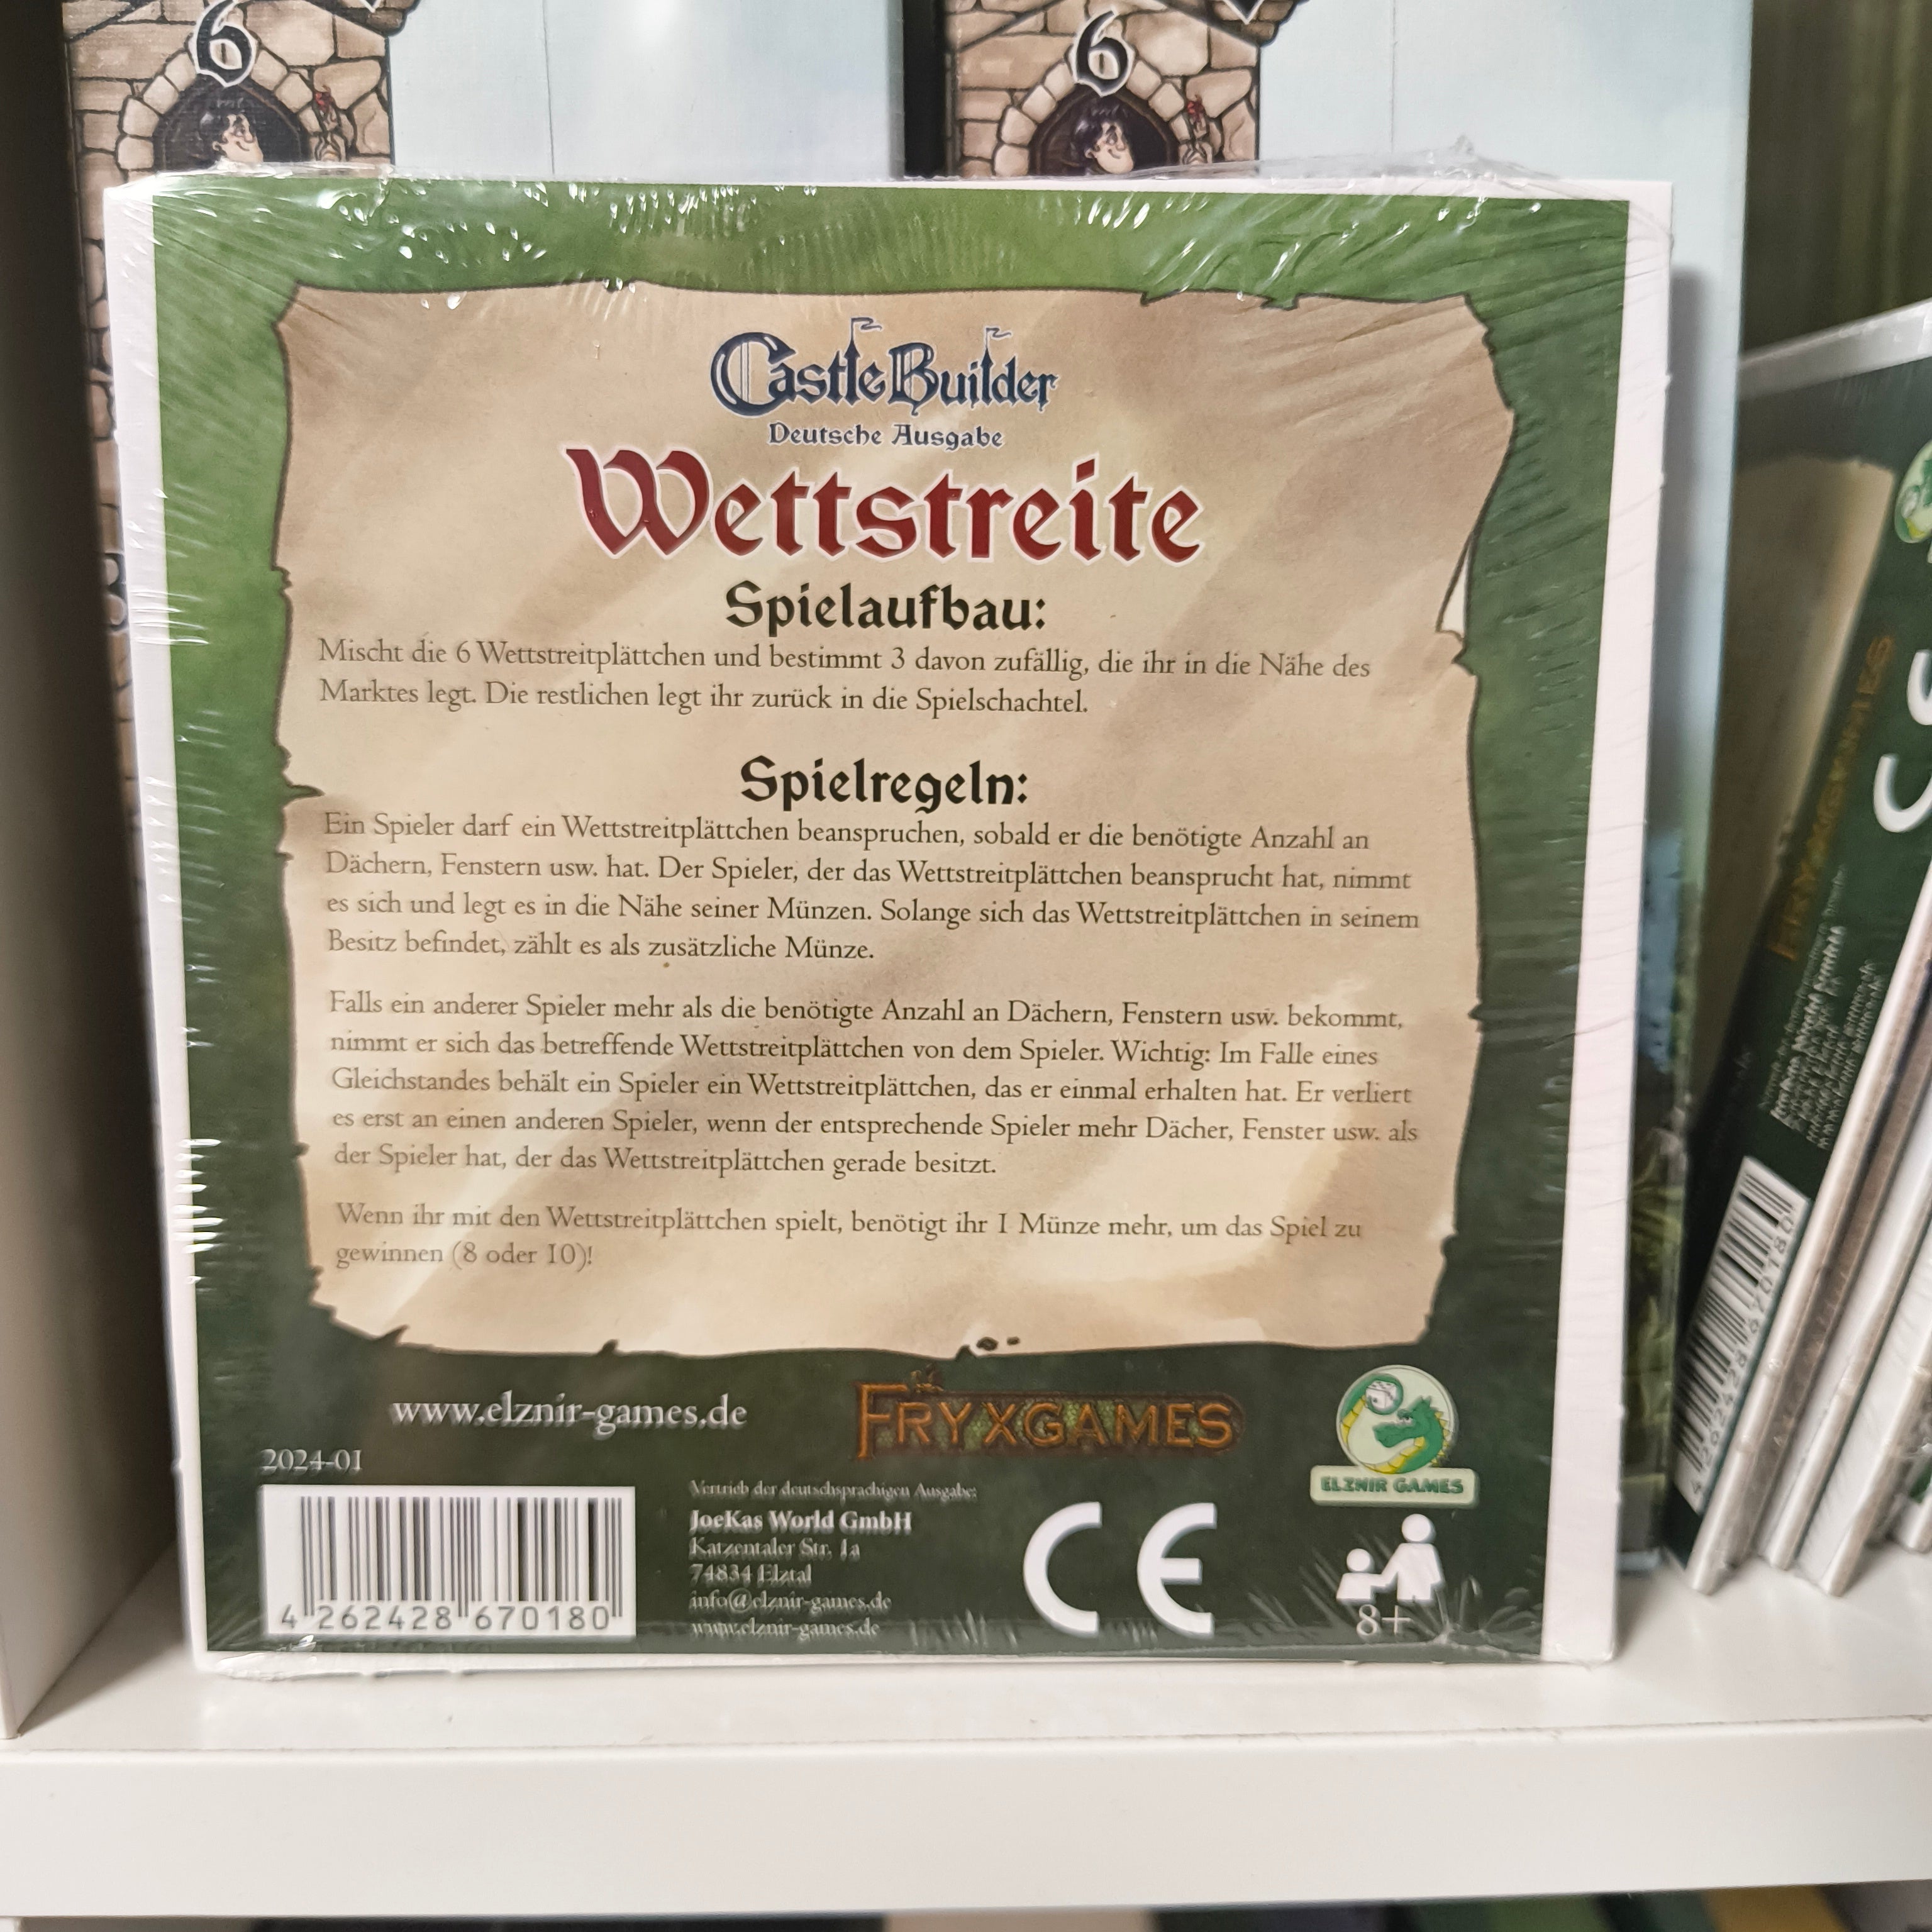 6
6
Castle Builder
Deutsche Ausgabe
Wettstreite
Spielaufbau:
Mischt die 6 Wettstreitplättchen und bestimmt 3 davon zufällig, die ihr in die Nähe des
Marktes legt. Die restlichen legt ihr zurück in die Spielschachtel.
Spielregeln:
Ein Spieler darf ein Wettstreitplättchen beanspruchen, sobald er die benötigte Anzahl an
Dächern, Fenstern usw. hat. Der Spieler, der das Wettstreitplättchen beansprucht hat, nimmt
es sich und legt es in die Nähe seiner Münzen. Solange sich das Wettstreitplättchen in seinem
Besitz befindet, zählt es als zusätzliche Münze.
Falls ein anderer Spieler mehr als die benötigte Anzahl an Dächern, Fenstern usw. bekommt,
nimmt er sich das betreffende Wettstreitplättchen von dem Spieler. Wichtig: Im Falle eines
Gleichstandes behält ein Spieler ein Wettstreitplättchen, das er einmal erhalten hat. Er verliert
es erst an einen anderen Spieler, wenn der entsprechende Spieler mehr Dächer, Fenster usw. als
der Spieler hat, der das Wettstreitplättchen gerade besitzt.
Wenn ihr mit den Wettstreitplättchen spielt, benötigt ihr 1 Münze mehr, um das Spiel zu
gewinnen (8 oder 10)!
www.elznir-games.de
FRYXGAMES
ELZNIR GAMES
2024-01
4 262428 670180
Vertrieb der deutschsprachigen Ausgabe:
JoeKas World GmbH
Katzentaler Str. 1a
74834 Elztal
info@elznir-games.de
www.elznir-games.de
CE
8+
FRYXGAMES
4 262428 670180